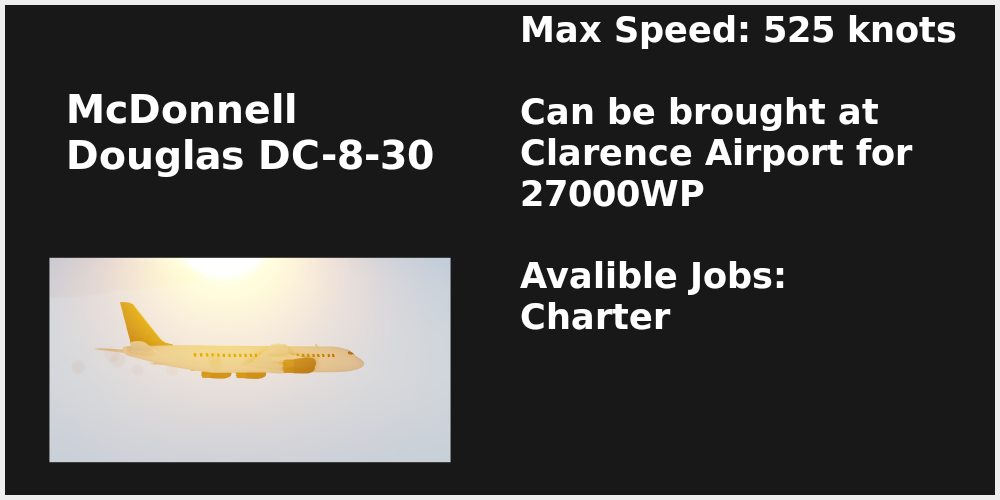 McDonnell
Douglas DC-8-30
Max Speed: 525 knots
Can be brought at
Clarence Airport for
27000WP
Avalible Jobs:
Charter